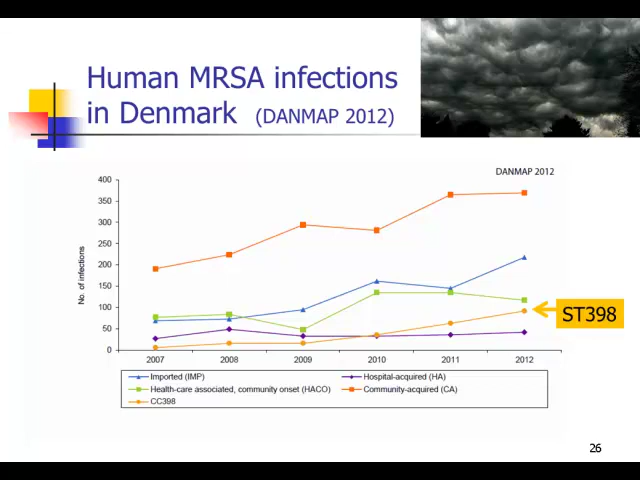 Human MRSA infections
in Denmark (DANMAP 2012)
DANMAP 2012
No. of infections
400
350
300
250
200
150
100
50
0
ST398
2007 2008 2009 2010 2011 2012
Imported (IMP) Hospital-acquired (HA)
Health-care associated, community onset (HACO) Community-acquired (CA)
CC398
26